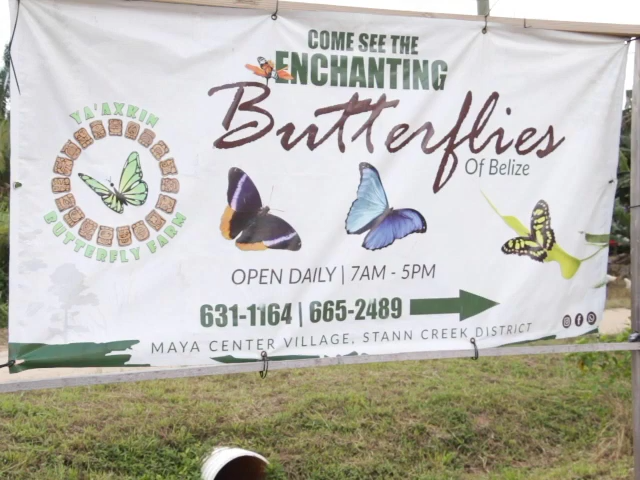 COME SEE THE
ENCHANTING
Butterflies
Of Belize
YA'AXKIN
BUTTERFLY FARM
OPEN DAILY | 7AM - 5PM
631-1164 | 665-2489
MAYA CENTER VILLAGE, STANN CREEK DISTRICT